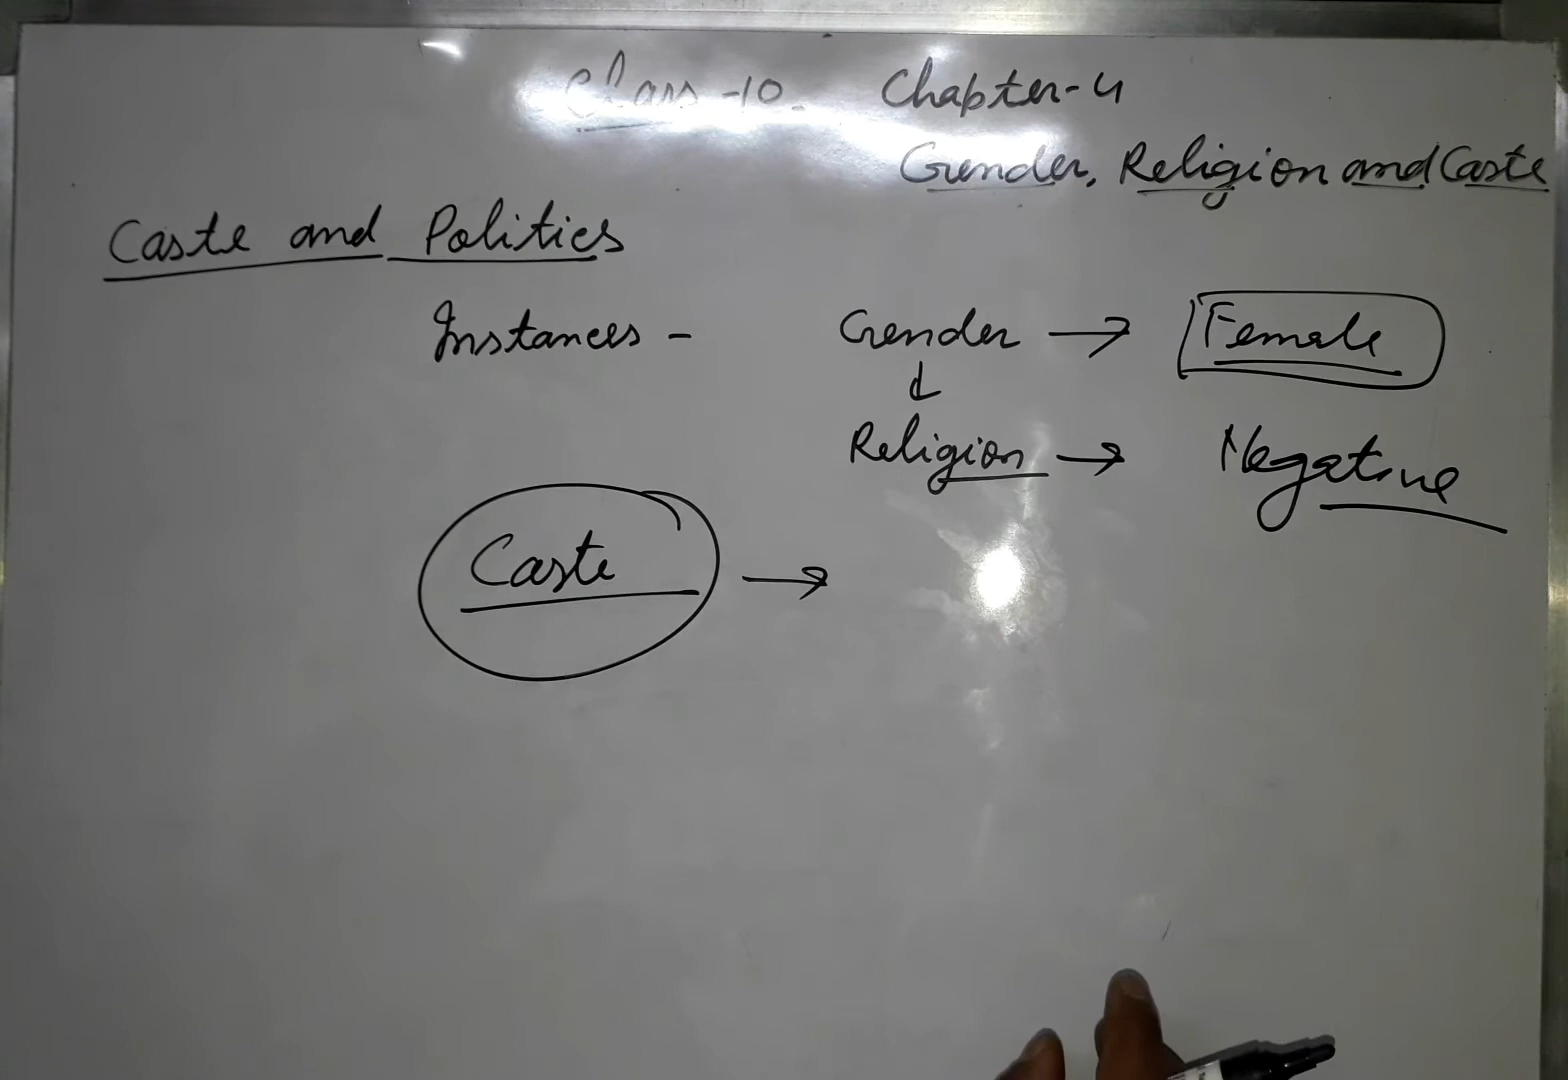 Class -10. Chapter-4
Gender, Religion and Caste
Caste and Politics
Instances - Gender → Female
↓
Religion → Negative
Caste →